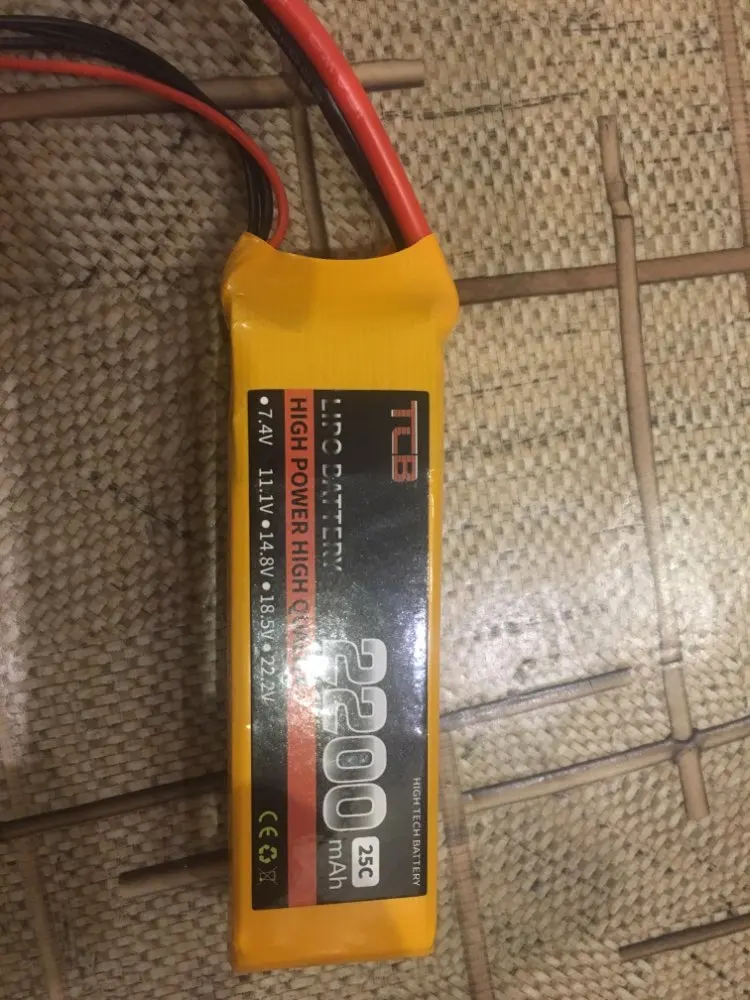 TCB
HIGH TECH BATTERY
LIPO BATTERY
2200 mAh
25C
HIGH POWER HIGH
●7.4V 11.1V●14.8V●18.5V●22.2V
CE